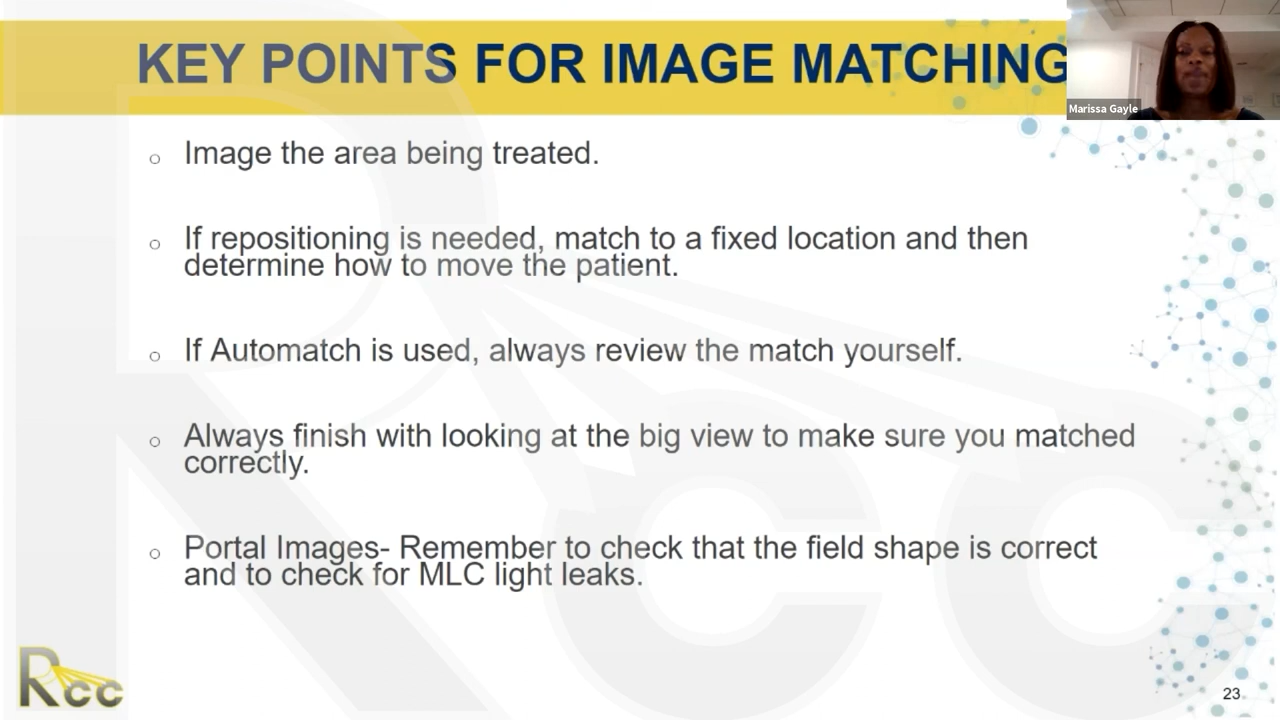 KEY POINTS FOR IMAGE MATCHING
Marissa Gayle
○ Image the area being treated.
○ If repositioning is needed, match to a fixed location and then
determine how to move the patient.
○ If Automatch is used, always review the match yourself.
○ Always finish with looking at the big view to make sure you matched
correctly.
○ Portal Images- Remember to check that the field shape is correct
and to check for MLC light leaks.
Rcc
23